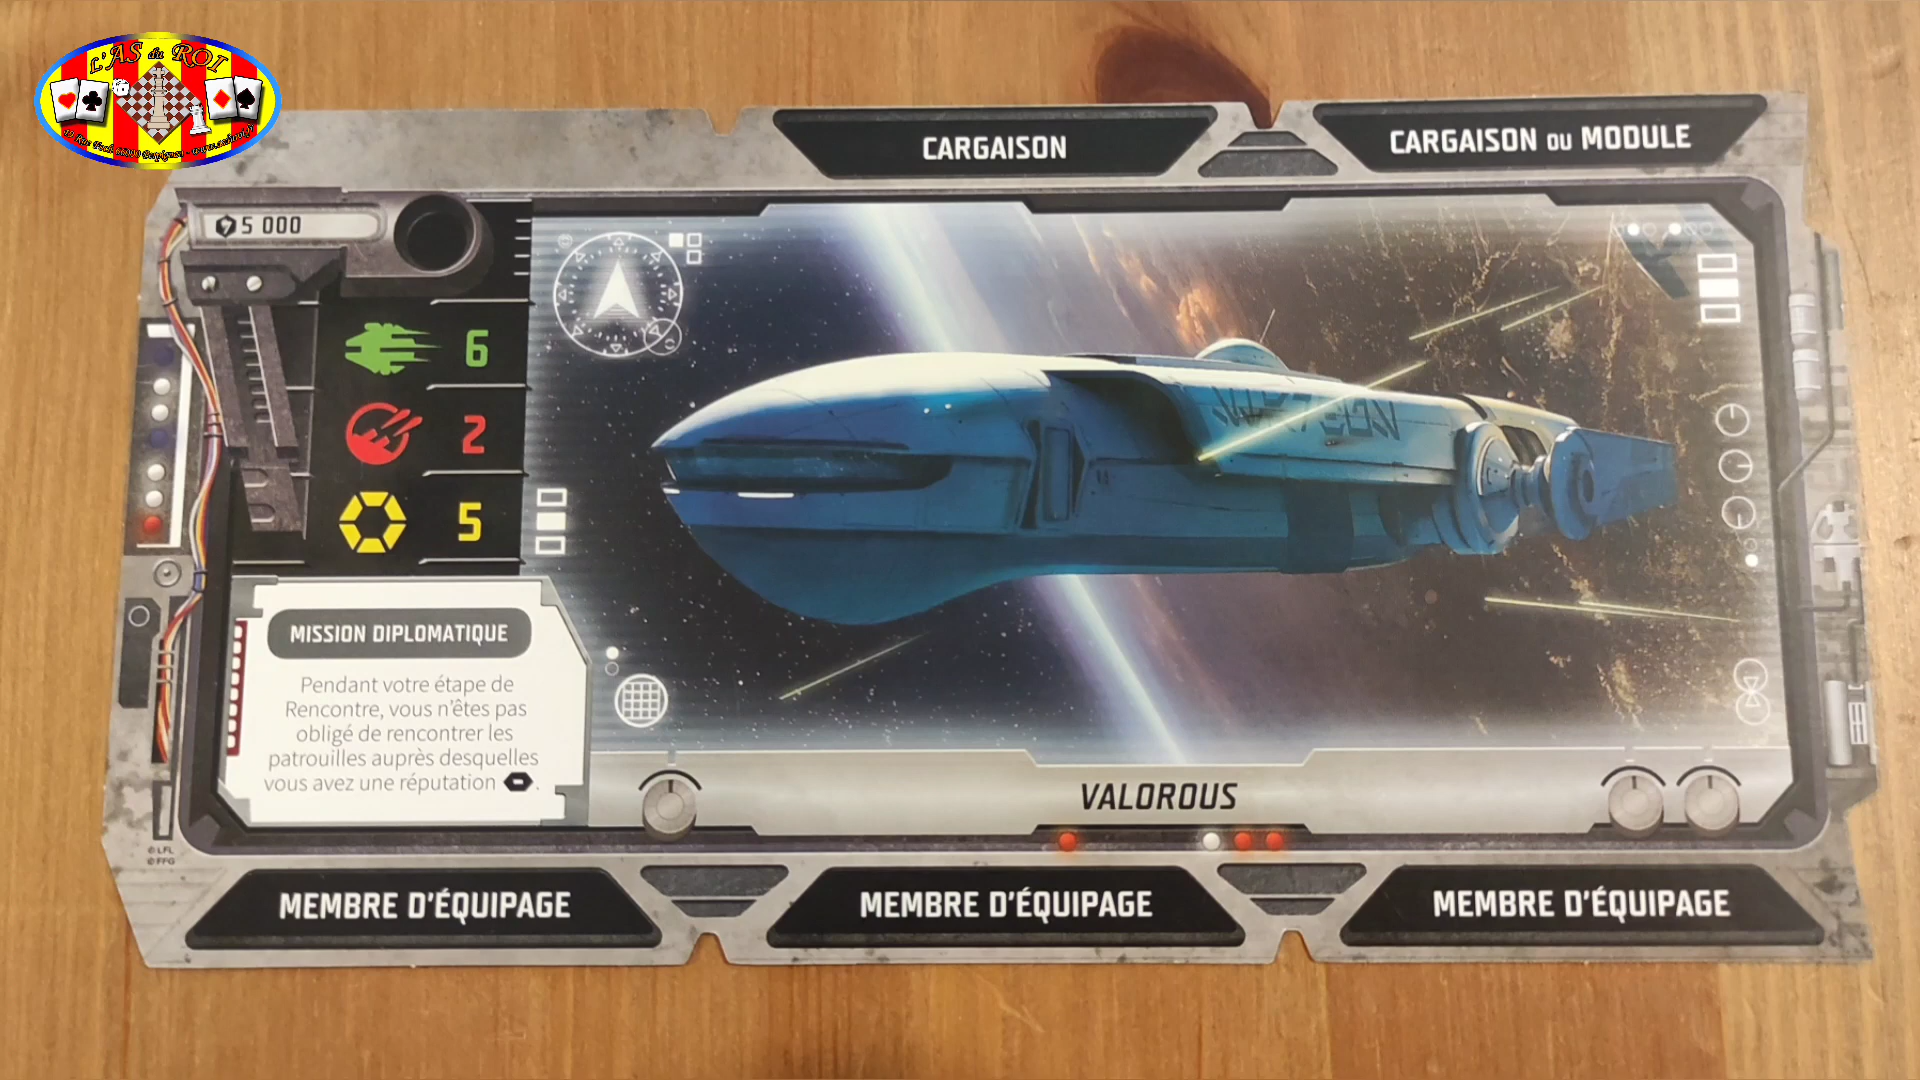 L'AS du ROI
CARGAISON
CARGAISON OU MODULE
5 000
6
2
5
MISSION DIPLOMATIQUE
Pendant votre étape de
Rencontre, vous n'êtes pas
obligé de rencontrer les
patrouilles auprès desquelles
vous avez une réputation .
VALOROUS
© LFL
© FFG
MEMBRE D'ÉQUIPAGE
MEMBRE D'ÉQUIPAGE
MEMBRE D'ÉQUIPAGE